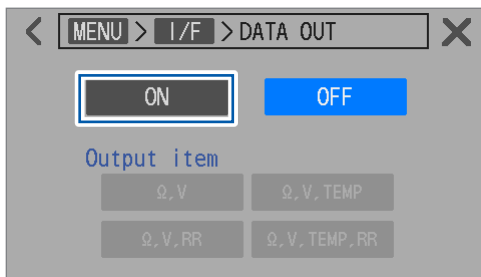 < MENU > I/F > DATA OUT X
ON OFF
Output item
Ω,V Ω,V,TEMP
Ω,V,RR Ω,V,TEMP,RR